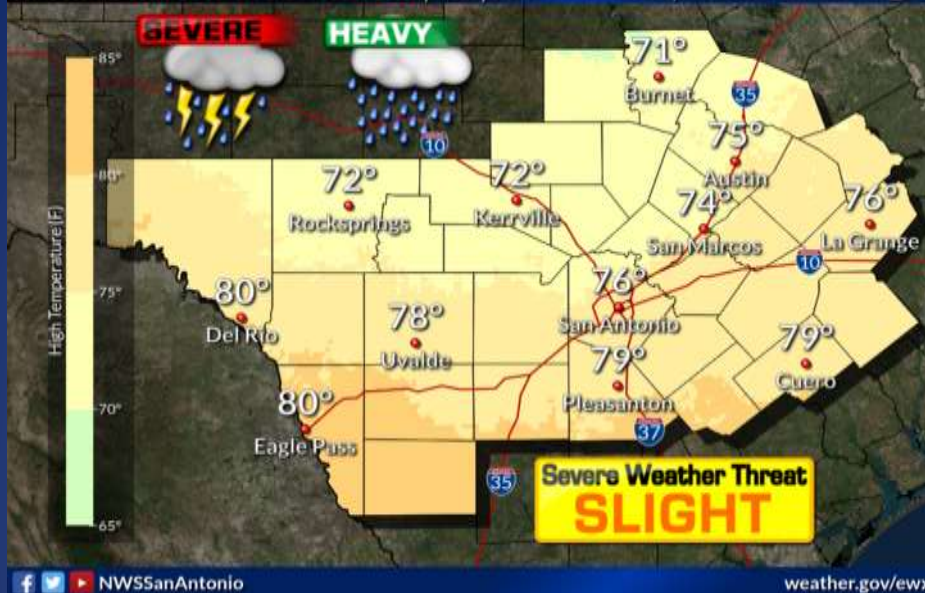 SEVERE
HEAVY
High Temperature (F)
85°
80°
75°
70°
65°
71°
Burnet
35
10
75°
Austin
72°
Rocksprings
72°
Kerrville
74°
San Marcos
76°
La Grange
10
80°
Del Rio
78°
Uvalde
76°
San Antonio
79°
Pleasanton
79°
Cuero
80°
Eagle Pass
37
35
Severe Weather Threat
SLIGHT
NWSSanAntonio
weather.gov/ewx